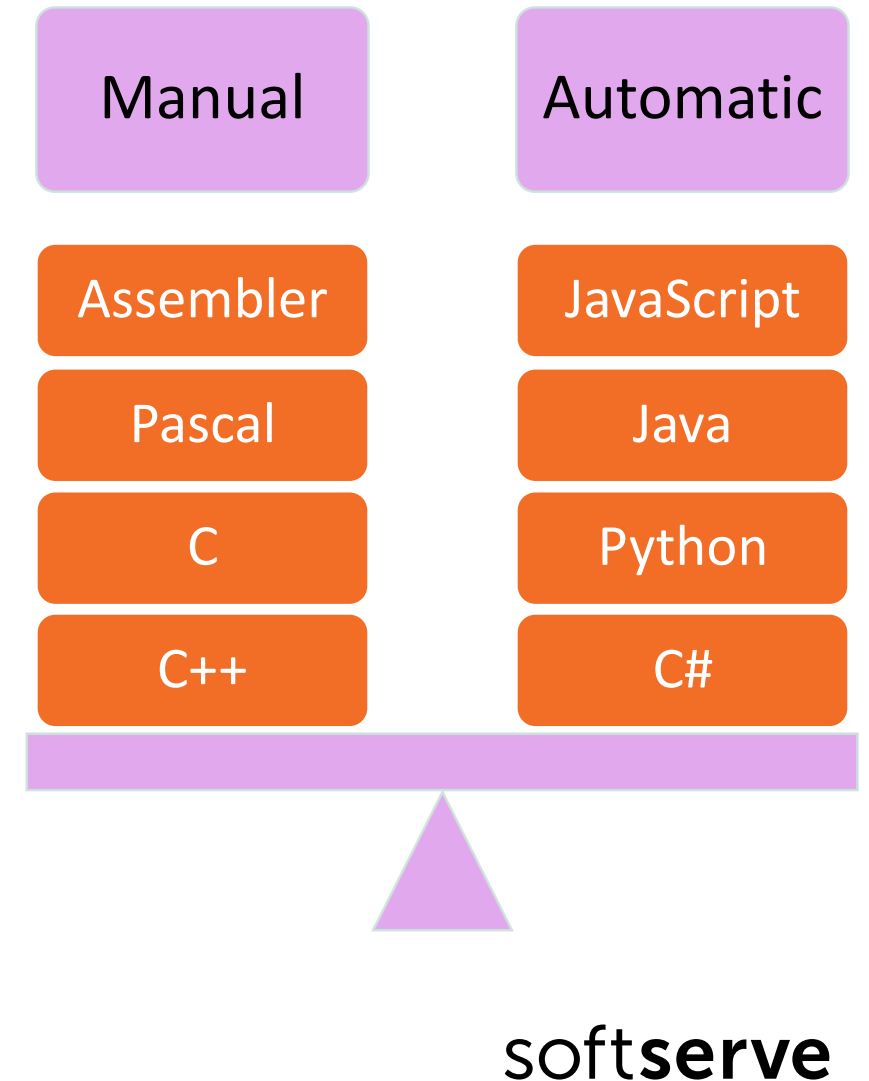 Manual
Automatic
Assembler
JavaScript
Pascal
Java
C
Python
C++
C#
softserve